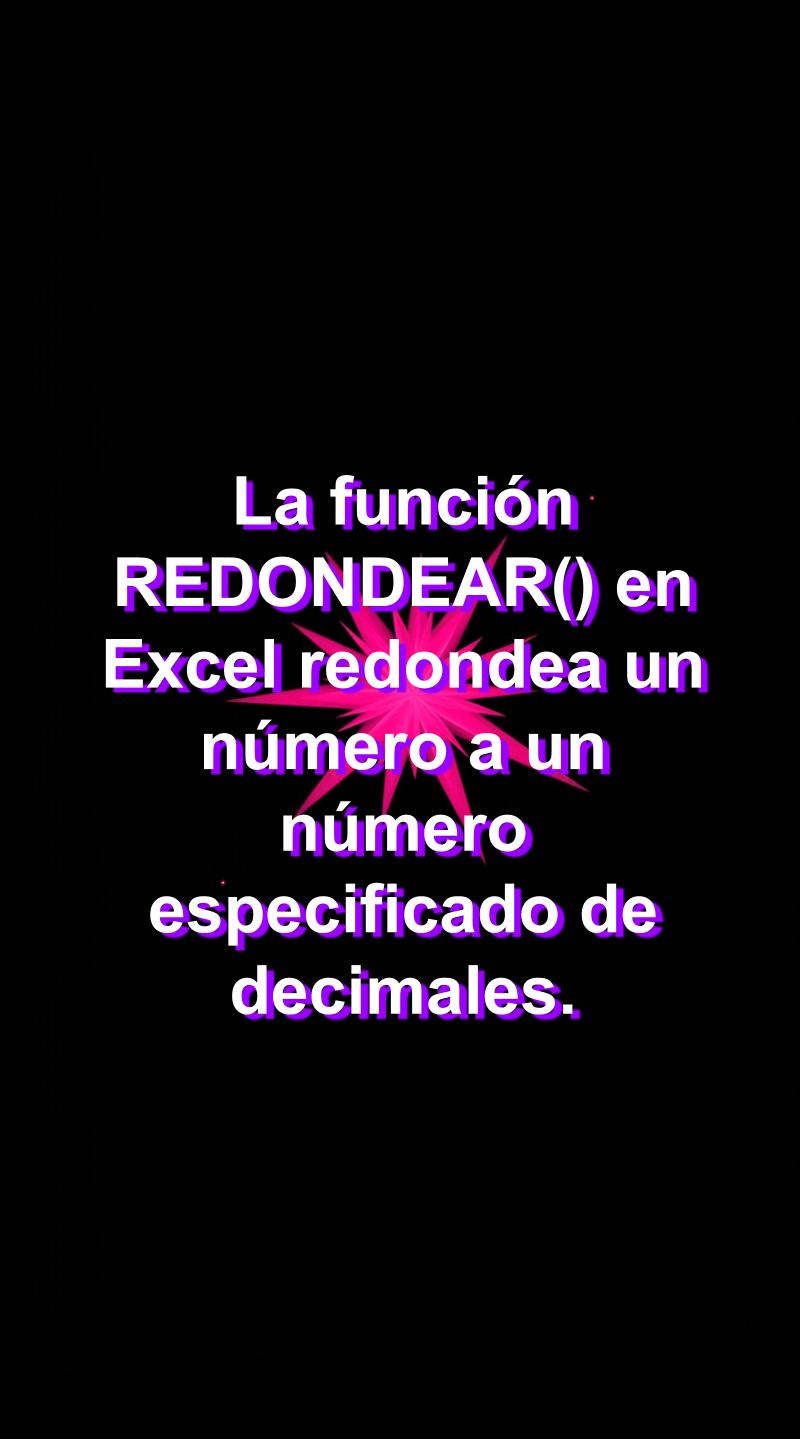 La función
REDONDEAR() en
Excel redondea un
número a un
número
especificado de
decimales.